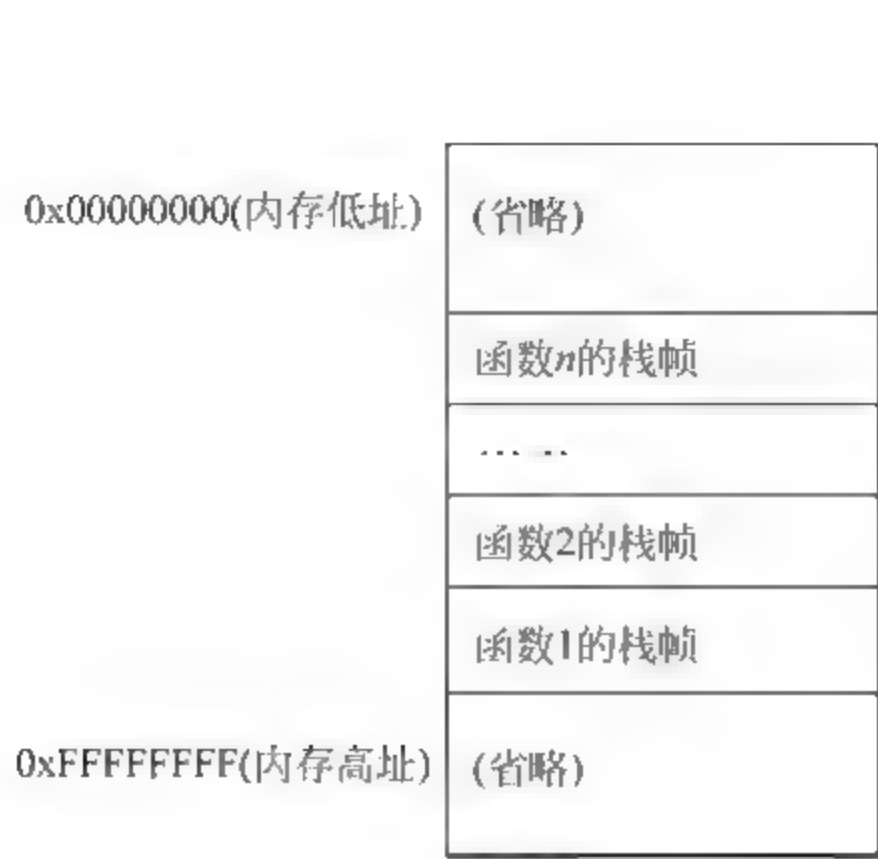 0x00000000(内存低址) (省略)
函数n的栈帧
……
函数2的栈帧
函数1的栈帧
0xFFFFFFFF(内存高址) (省略)